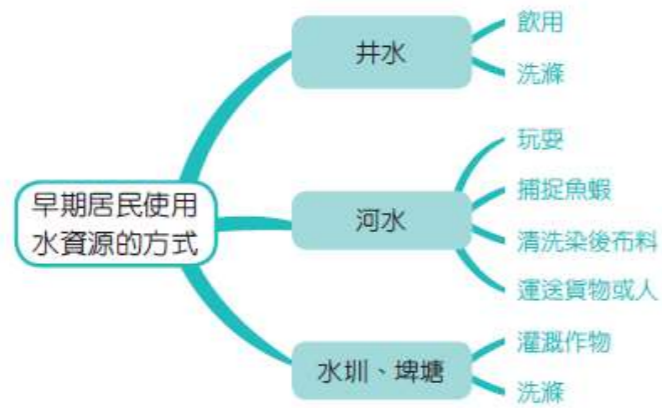 早期居民使用
水資源的方式
井水
飲用
洗滌
河水
玩耍
捕捉魚蝦
清洗染後布料
運送貨物或人
水圳、埤塘
灌溉作物
洗滌